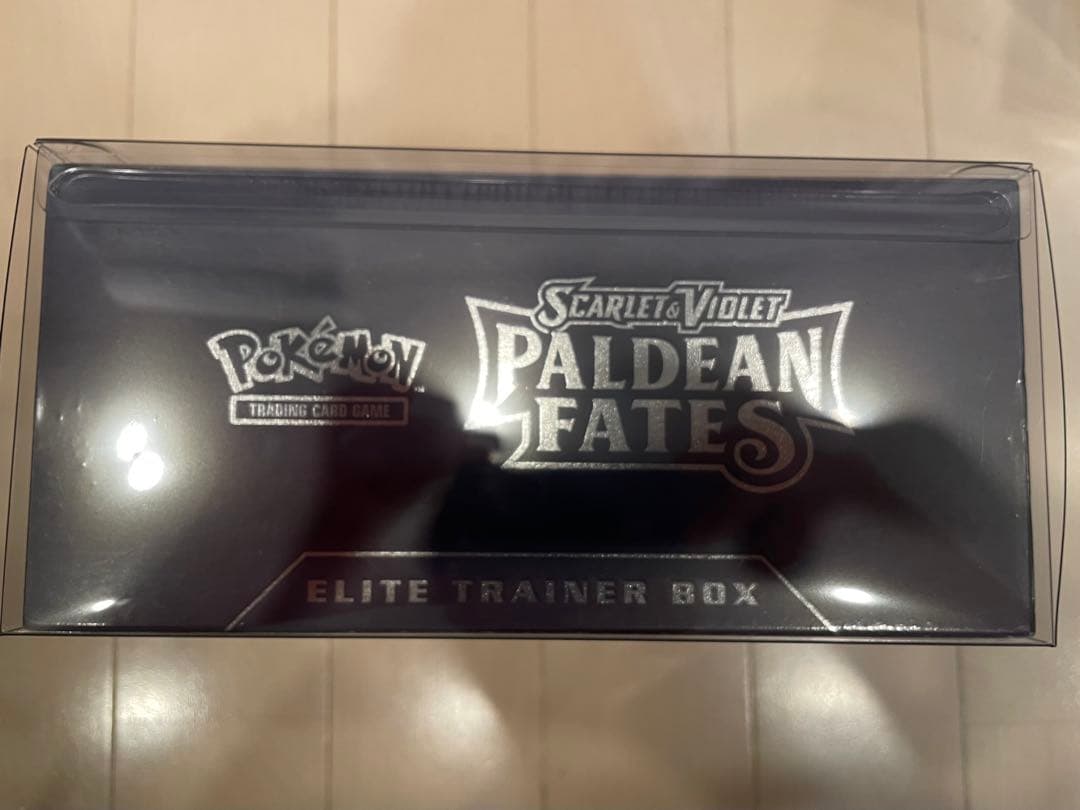 POKéMON
TRADING CARD GAME
SCARLET & VIOLET
PALDEAN
FATES
ELITE TRAINER BOX